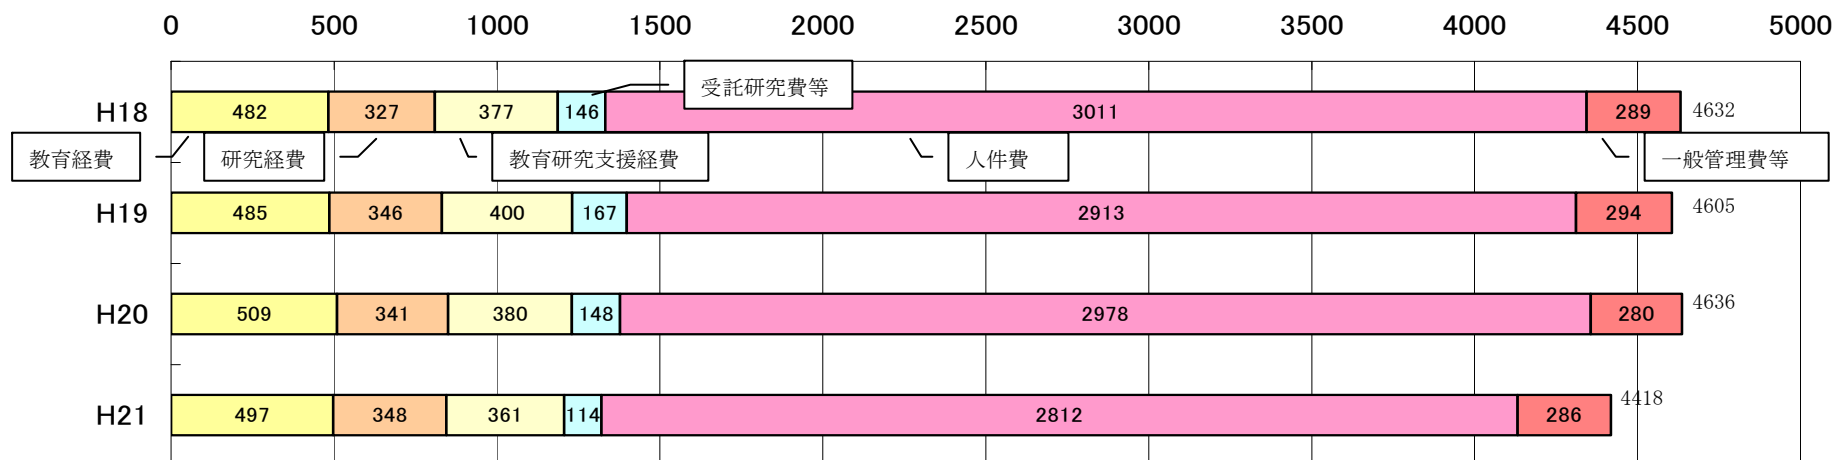 0 500 1000 1500 2000 2500 3000 3500 4000 4500 5000
受託研究費等
H18 482 327 377 146 3011 289 4632
教育経費 研究経費 教育研究支援経費 人件費 一般管理費等
H19 485 346 400 167 2913 294 4605
H20 509 341 380 148 2978 280 4636
H21 497 348 361 114 2812 286 4418